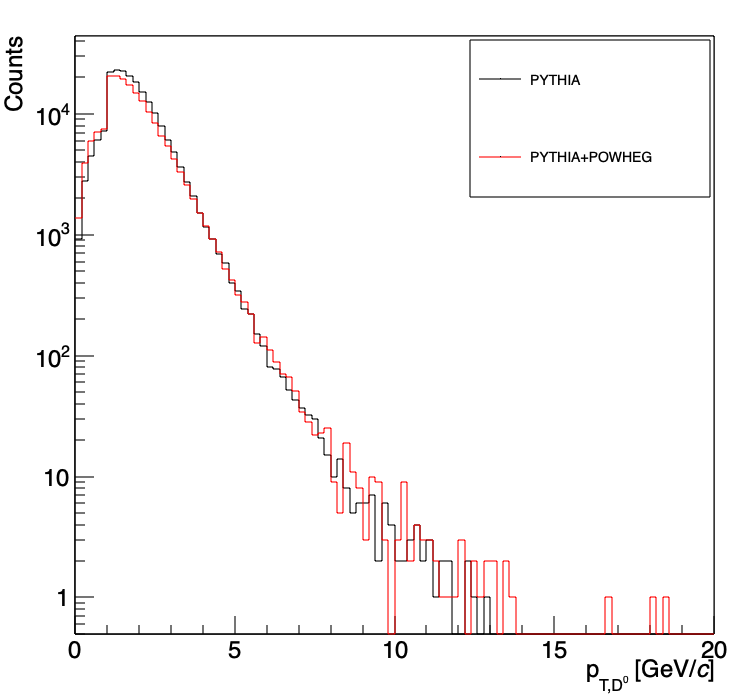 Counts
PYTHIA
PYTHIA+POWHEG
10⁴
10³
10²
10
1
0 5 10 15 20
p_T,D⁰ [GeV/c]